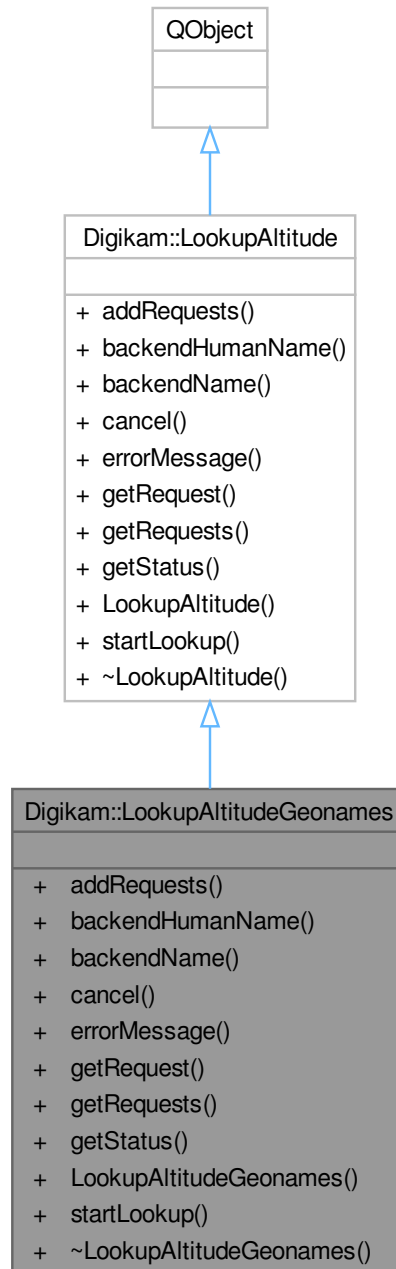 QObject
Digikam::LookupAltitude
+ addRequests()
+ backendHumanName()
+ backendName()
+ cancel()
+ errorMessage()
+ getRequest()
+ getRequests()
+ getStatus()
+ LookupAltitude()
+ startLookup()
+ ~LookupAltitude()
Digikam::LookupAltitudeGeonames
+ addRequests()
+ backendHumanName()
+ backendName()
+ cancel()
+ errorMessage()
+ getRequest()
+ getRequests()
+ getStatus()
+ LookupAltitudeGeonames()
+ startLookup()
+ ~LookupAltitudeGeonames()